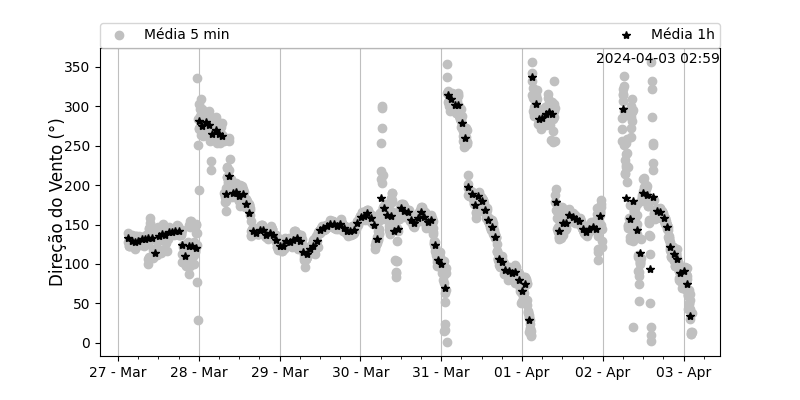 Média 5 min
Média 1h
2024-04-03 02:59
Direção do Vento (°)
350
300
250
200
150
100
50
0
27 - Mar
28 - Mar
29 - Mar
30 - Mar
31 - Mar
01 - Apr
02 - Apr
03 - Apr